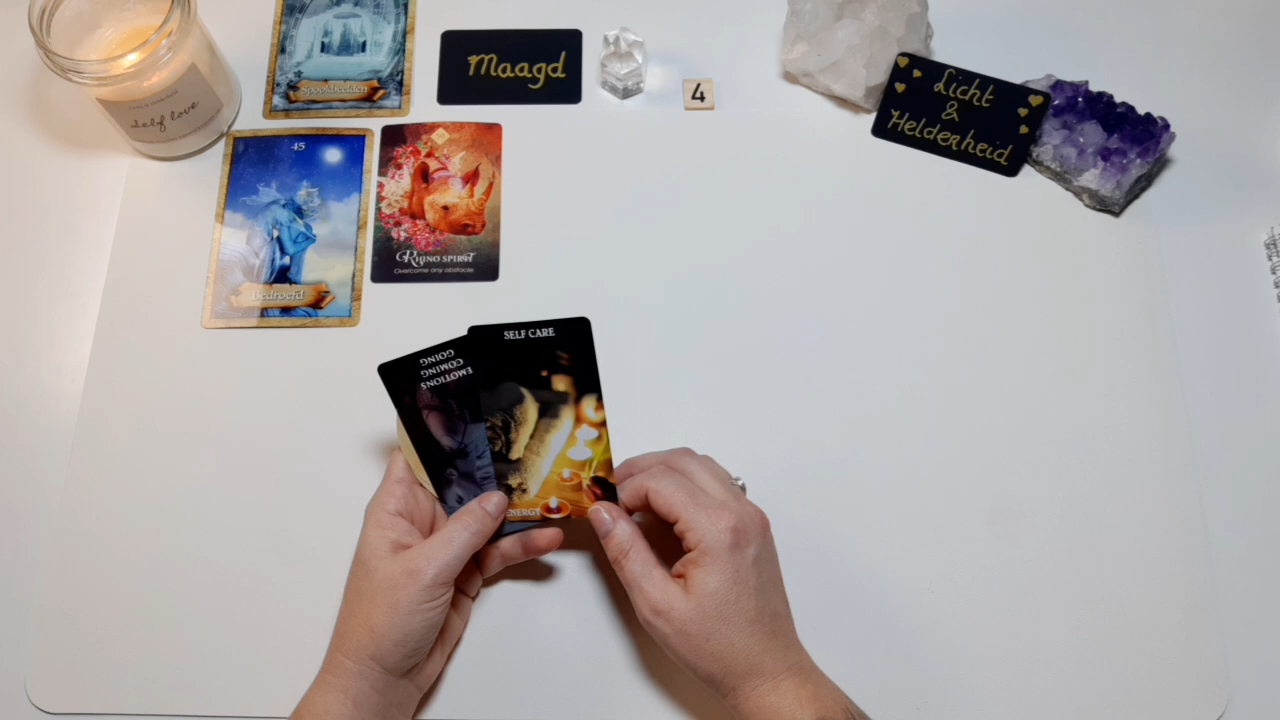 Spookbeelden
Maagd
4
Licht
&
Helderheid
Self love
45
Bedroefd
RHINO SPIRIT
Overcome any obstacle
SELF CARE
ENERGY
EMOTIONS
COMING
GOING